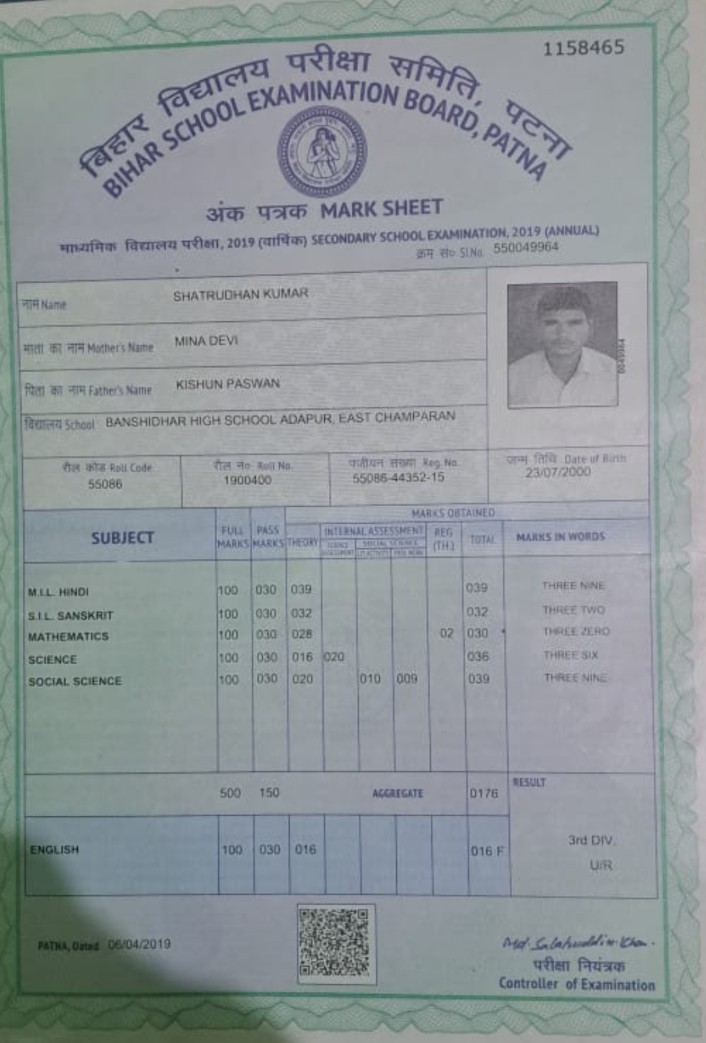 1158465
बिहार विद्यालय परीक्षा समिति, पटना
BIHAR SCHOOL EXAMINATION BOARD, PATNA
अंक पत्रक MARK SHEET
माध्यमिक विद्यालय परीक्षा, 2019 (वार्षिक) SECONDARY SCHOOL EXAMINATION, 2019 (ANNUAL)
क्रम सं० Sl.No. 550049964
नाम Name SHATRUDHAN KUMAR
माता का नाम Mother's Name MINA DEVI
पिता का नाम Father's Name KISHUN PASWAN
विद्यालय School BANSHIDHAR HIGH SCHOOL ADAPUR, EAST CHAMPARAN
रौल कोड Roll Code रौल न० Roll No. पंजीयन संख्या Reg. No. जन्म तिथि Date of Birth
55086 1900400 55086-44352-15 23/07/2000
MARKS OBTAINED
SUBJECT FULL MARKS PASS MARKS THEORY INTERNAL ASSESSMENT REG (TH.) TOTAL MARKS IN WORDS
SOCIAL SCIENCE
M.I.L. HINDI 100 030 039 039 THREE NINE
S.I.L. SANSKRIT 100 030 032 032 THREE TWO
MATHEMATICS 100 030 028 02 030 * THREE ZERO
SCIENCE 100 030 016 020 036 THREE SIX
SOCIAL SCIENCE 100 030 020 010 009 039 THREE NINE
500 150 AGGREGATE 0176 RESULT
ENGLISH 100 030 016 016 F 3rd DIV.
U/R
PATNA, Dated 06/04/2019
Md. Salahuddin Khan.
परीक्षा नियंत्रक
Controller of Examination